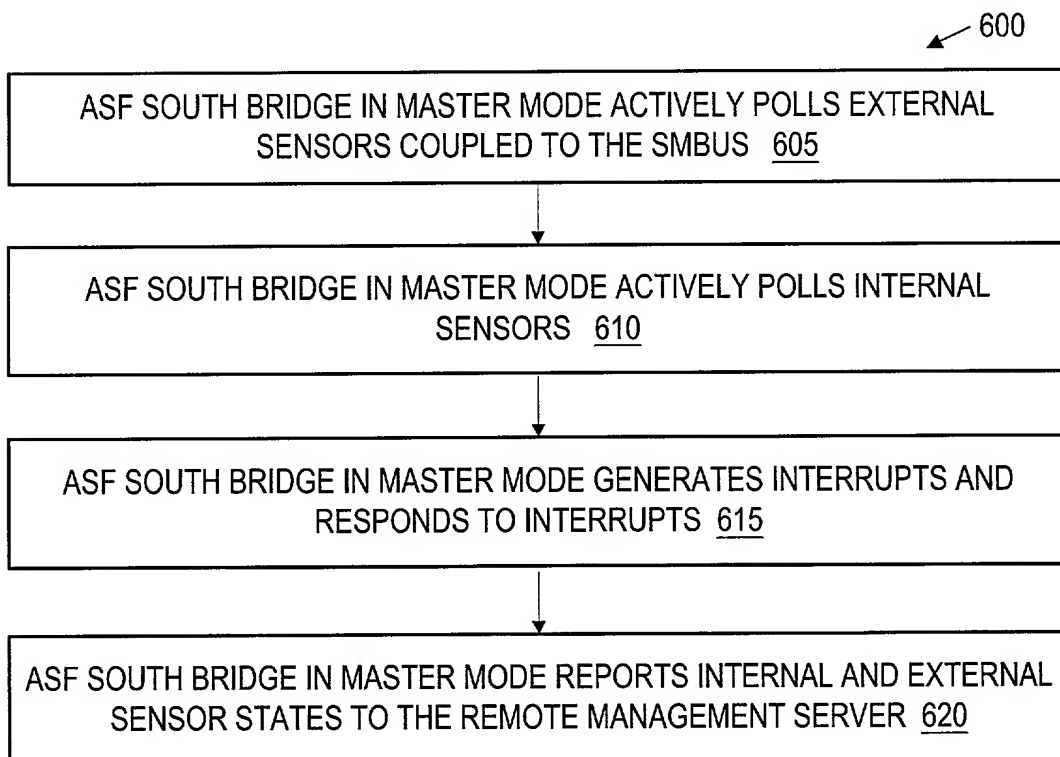 600
ASF SOUTH BRIDGE IN MASTER MODE ACTIVELY POLLS EXTERNAL
SENSORS COUPLED TO THE SMBUS 605
ASF SOUTH BRIDGE IN MASTER MODE ACTIVELY POLLS INTERNAL
SENSORS 610
ASF SOUTH BRIDGE IN MASTER MODE GENERATES INTERRUPTS AND
RESPONDS TO INTERRUPTS 615
ASF SOUTH BRIDGE IN MASTER MODE REPORTS INTERNAL AND EXTERNAL
SENSOR STATES TO THE REMOTE MANAGEMENT SERVER 620